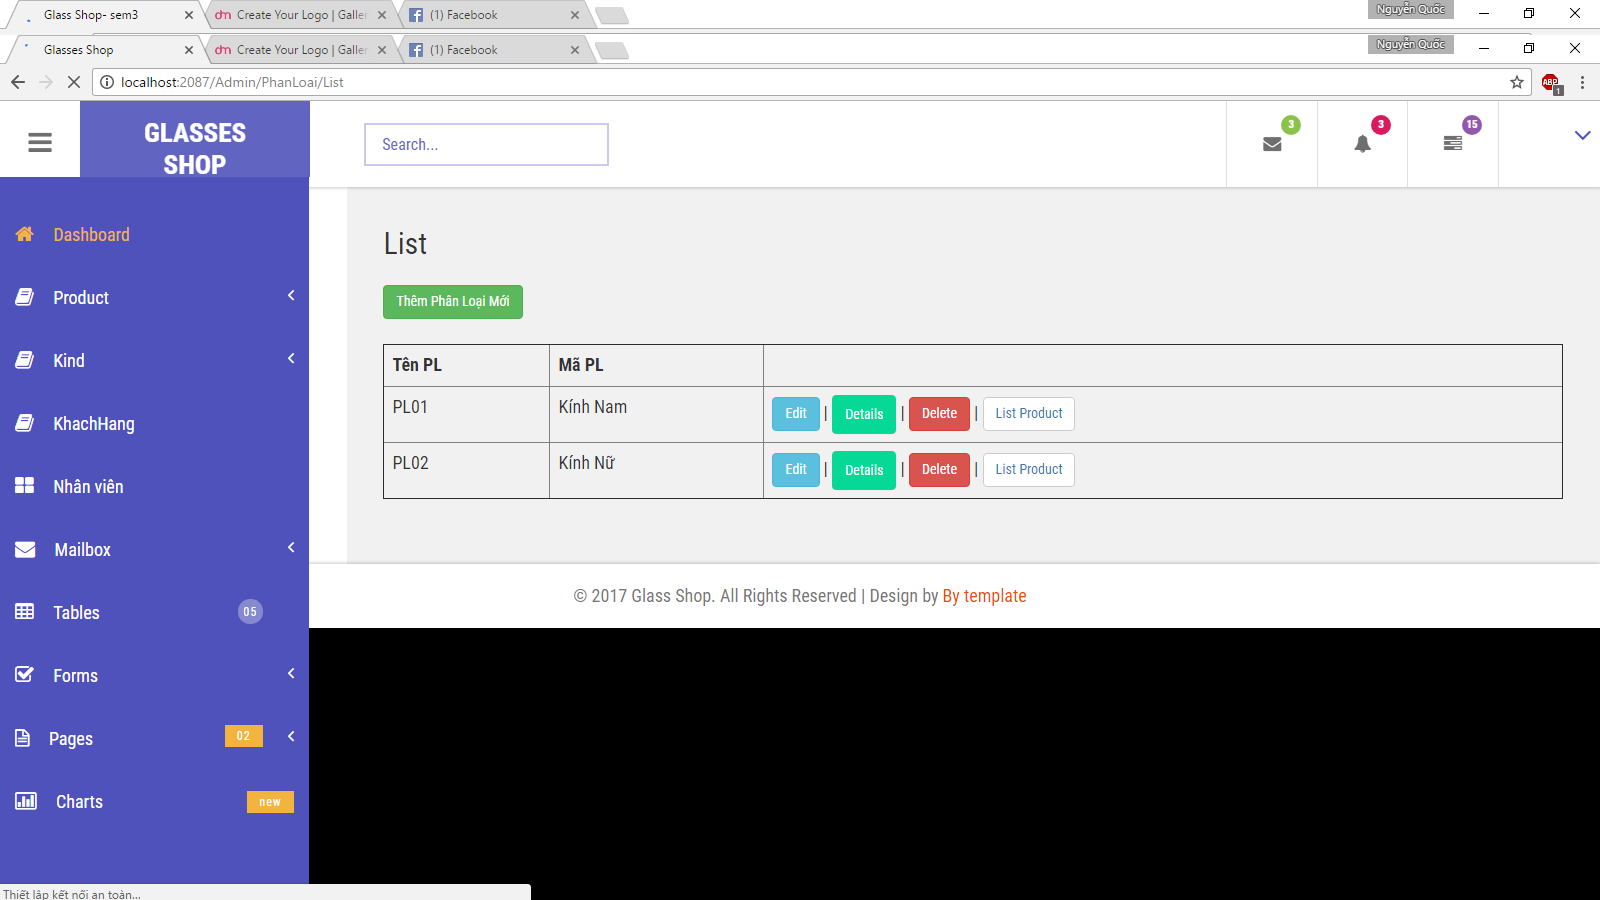 Glass Shop- sem3
Create Your Logo | Galler
(1) Facebook
Nguyễn Quốc
Glasses Shop
Create Your Logo | Galler
(1) Facebook
Nguyễn Quốc
localhost:2087/Admin/PhanLoai/List
ABP
1
GLASSES
SHOP
Search...
3
3
15
Dashboard
Product
Kind
KhachHang
Nhân viên
Mailbox
Tables
05
Forms
Pages
02
Charts
new
List
Thêm Phân Loại Mới
Tên PL
Mã PL
PL01
Kính Nam
Edit | Details | Delete | List Product
PL02
Kính Nữ
Edit | Details | Delete | List Product
© 2017 Glass Shop. All Rights Reserved | Design by By template
Thiết lập kết nối an toàn...